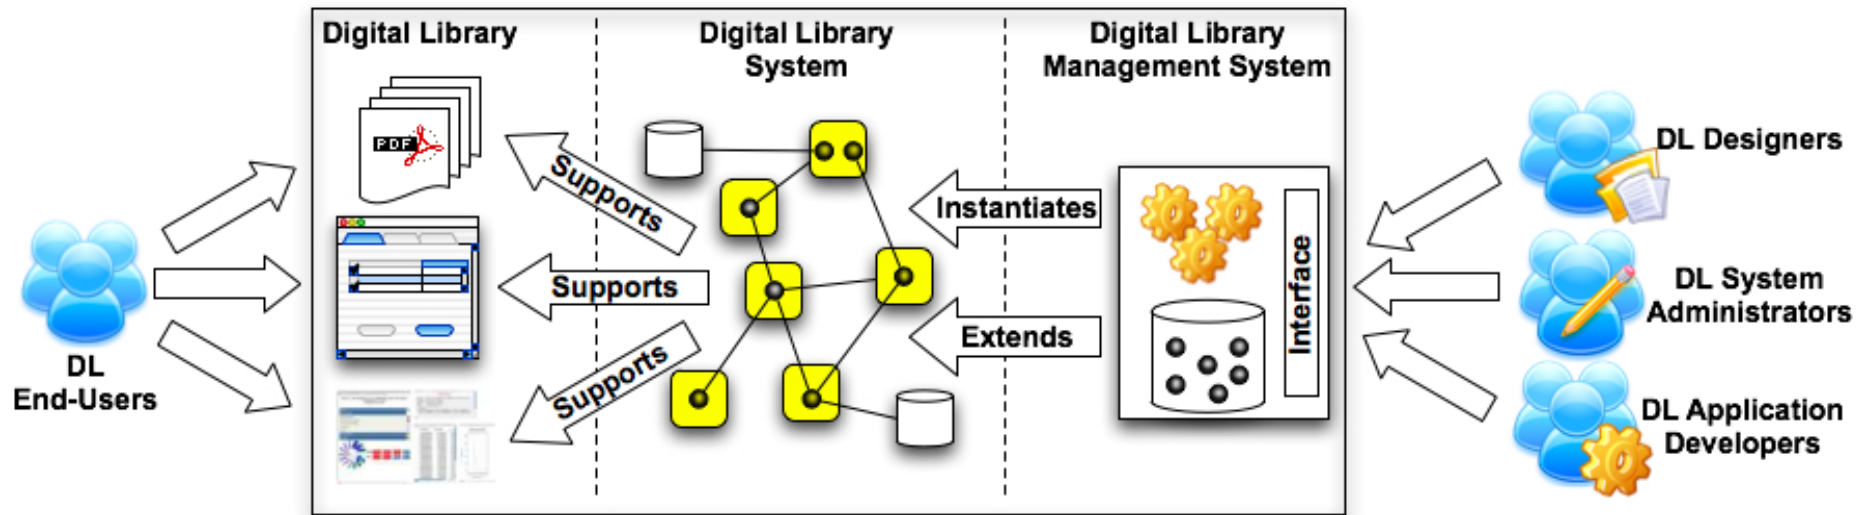 Digital Library
Digital Library
System
Digital Library
Management System
PDF
Supports
Supports
Supports
Instantiates
Extends
Interface
DL
End-Users
DL Designers
DL System
Administrators
DL Application
Developers